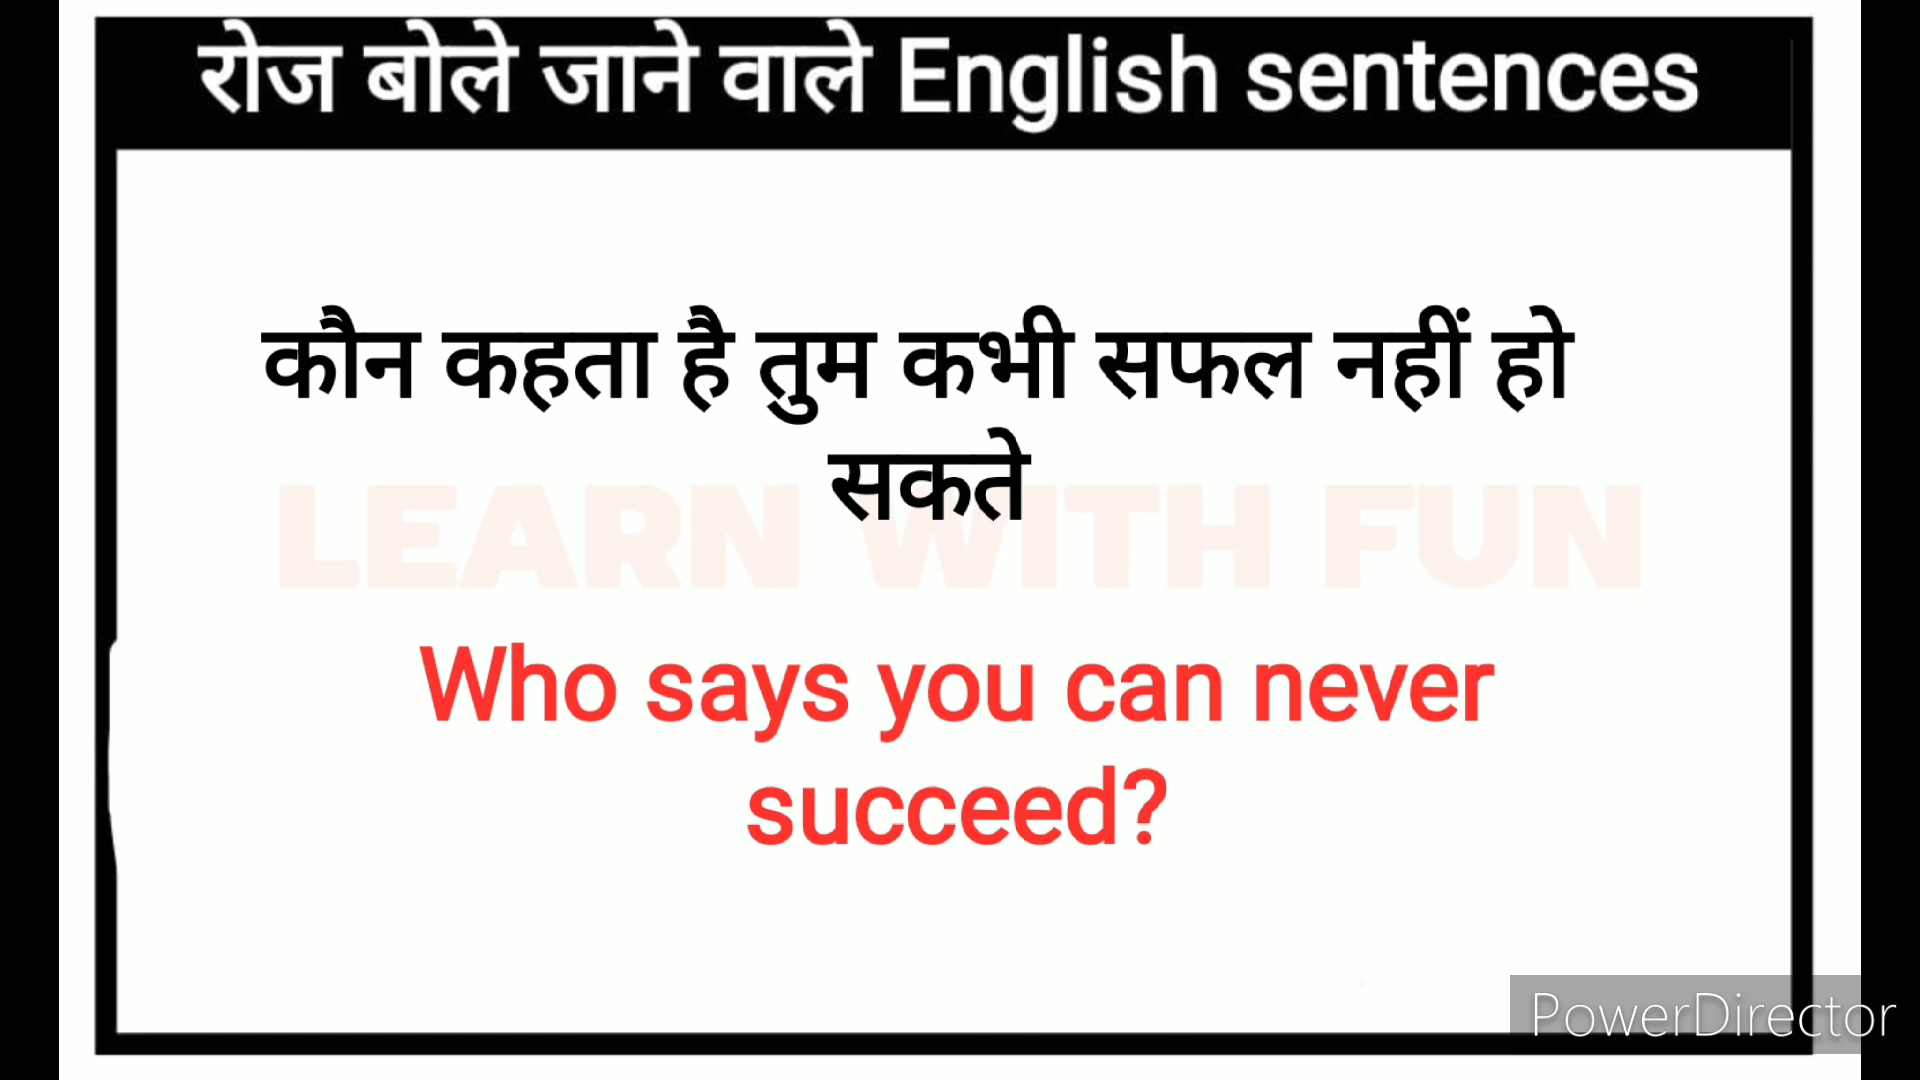 रोज बोले जाने वाले English sentences
कौन कहता है तुम कभी सफल नहीं हो
सकते
LEARN WITH FUN
Who says you can never
succeed?
PowerDirector